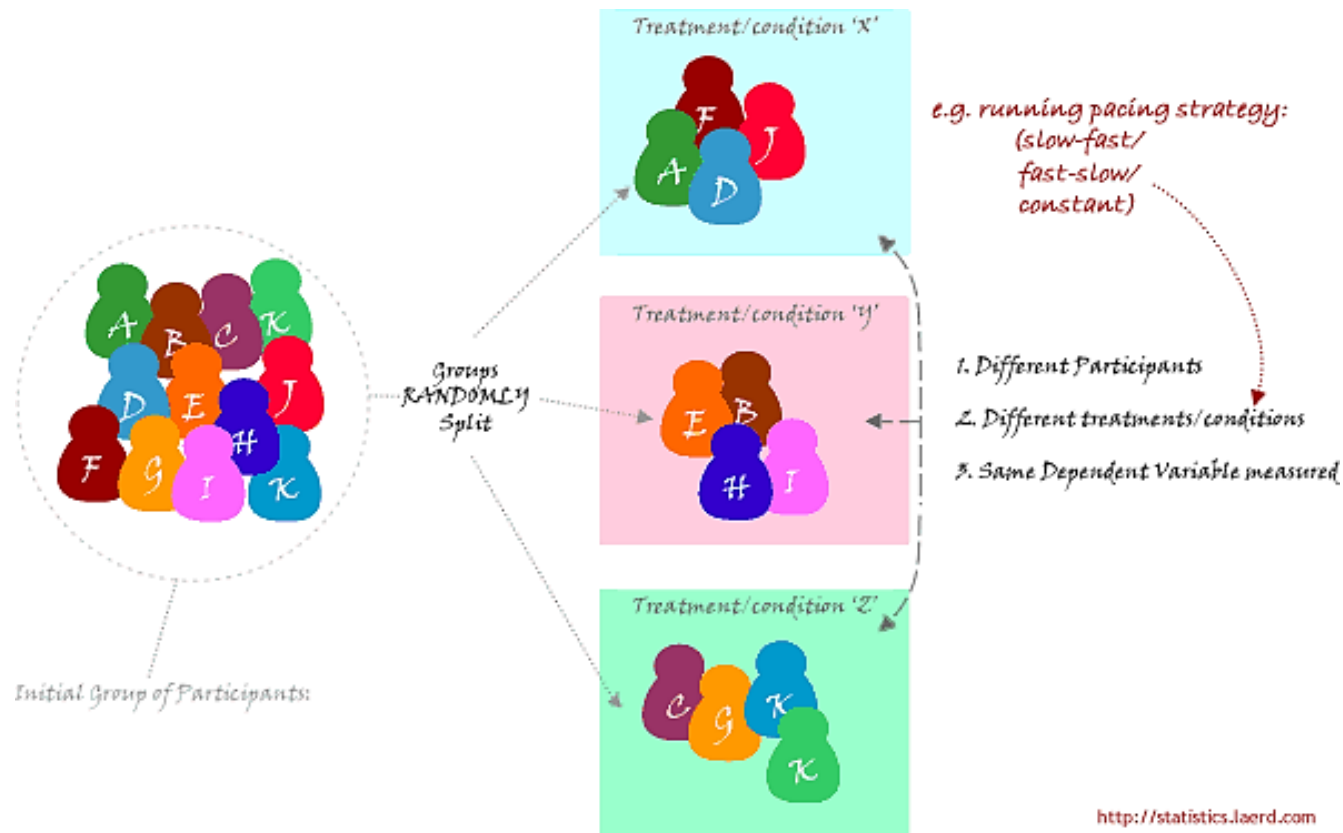 Treatment/condition 'X'
F
J
A
D
e.g. running pacing strategy:
(slow-fast/
fast-slow/
constant)
A
B
C
K
D
E
J
H
F
G
I
K
Groups
RANDOMLY
Split
Treatment/condition 'Y'
E
B
H
I
1. Different Participants
2. Different treatments/conditions
3. Same Dependent Variable measured
Treatment/condition 'Z'
C
G
K
K
Initial Group of Participants:
http://statistics.laerd.com